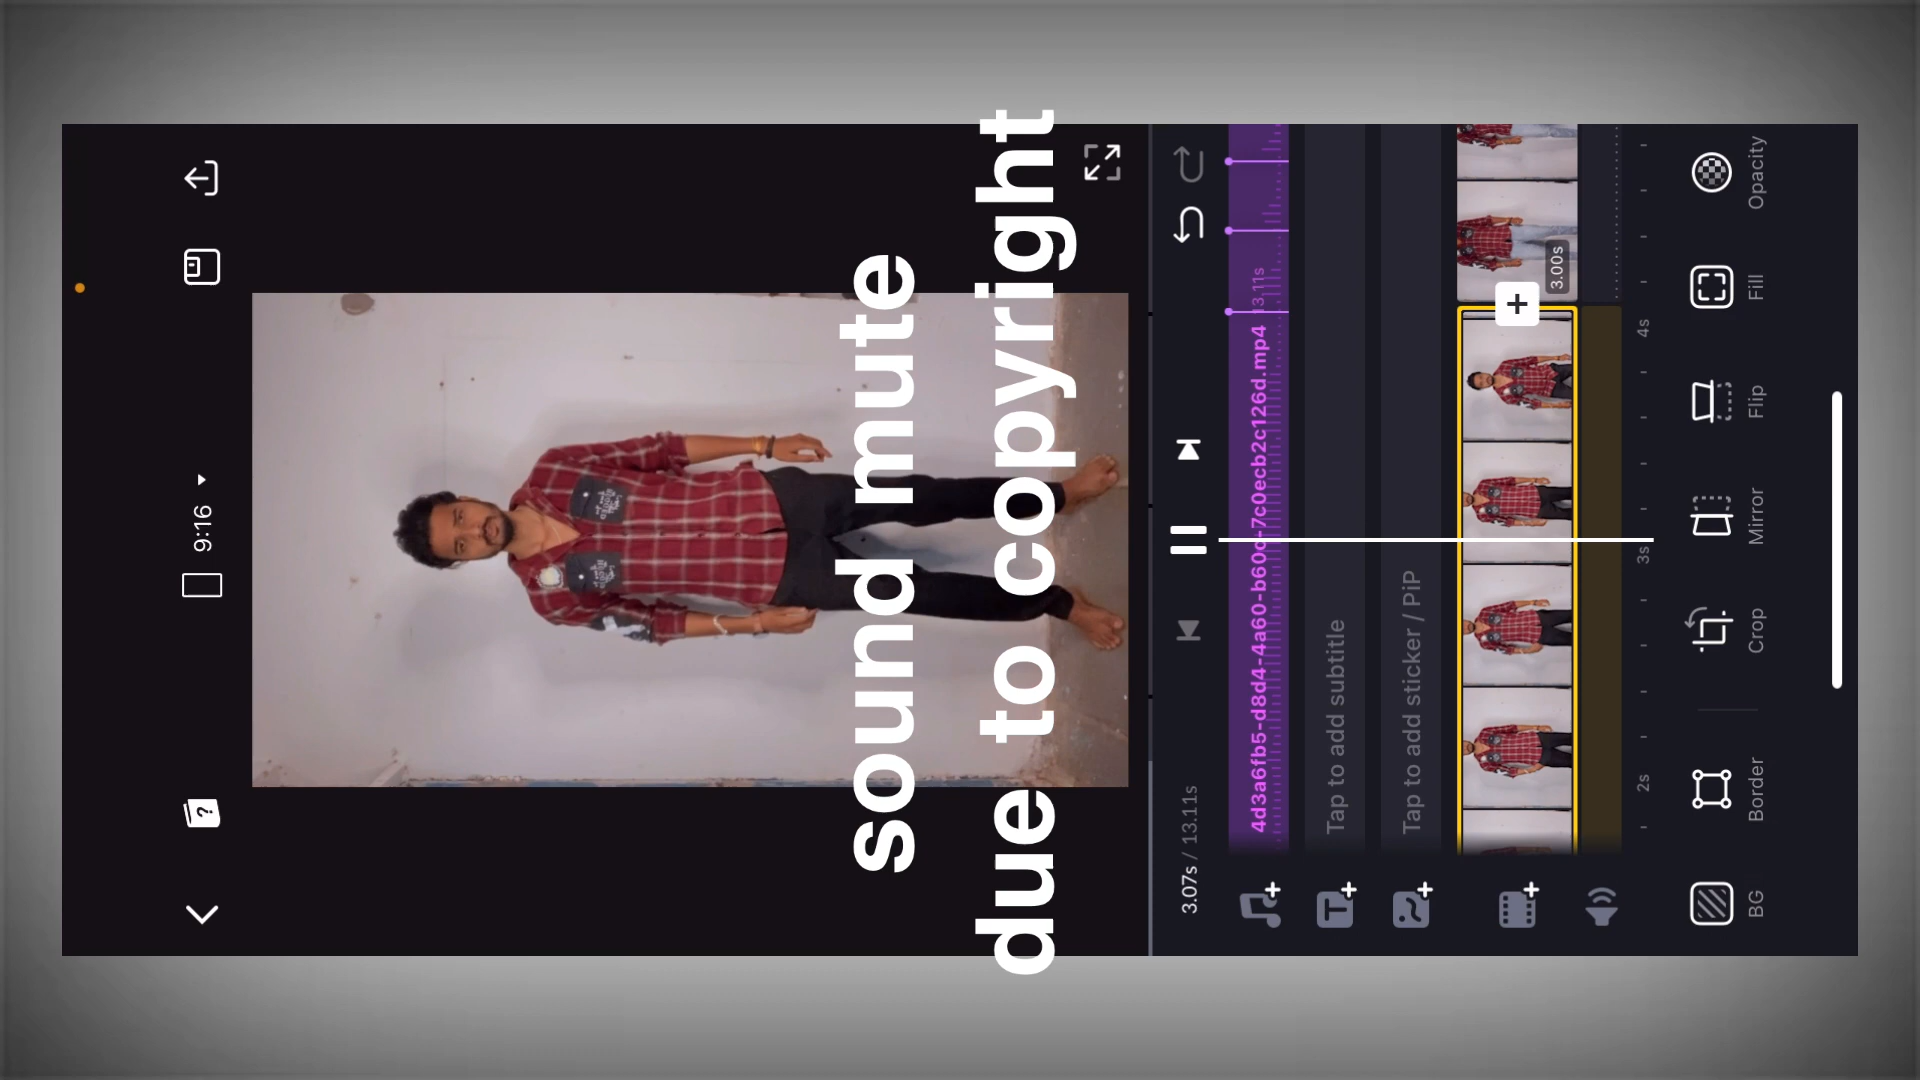 9:16
sound mute
due to copyright
3.07s / 13.11s
4d3a6fb5-d8d4-4a60-b60c-7c0ecb2c126d.mp4 13.11s
Tap to add subtitle
Tap to add sticker / PiP
3.00s
2s 3s 4s
BG Border Crop Mirror Flip Fill Opacity